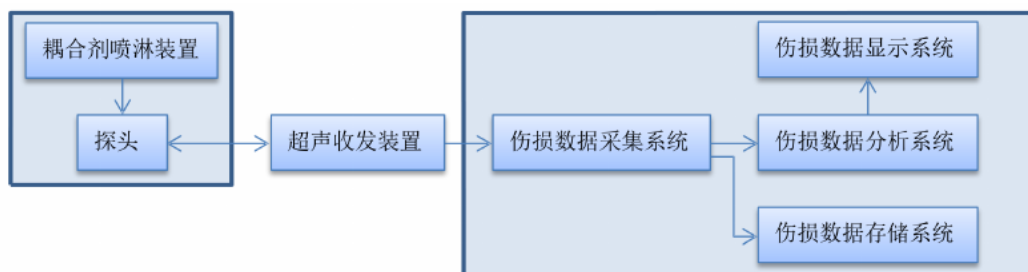 耦合剂喷淋装置
探头
超声收发装置
伤损数据采集系统
伤损数据显示系统
伤损数据分析系统
伤损数据存储系统